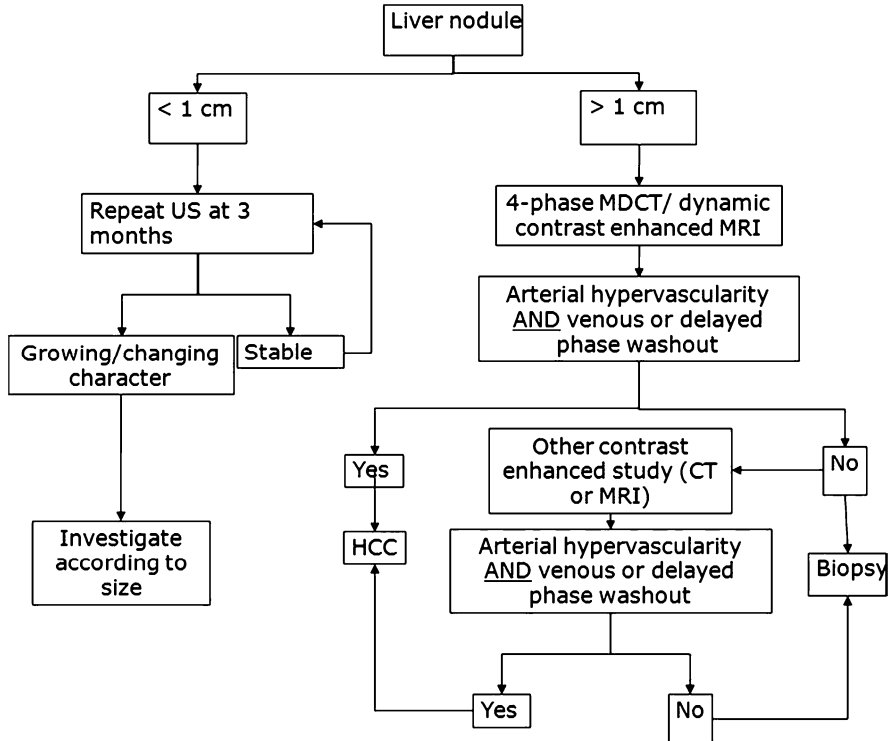 Liver nodule
< 1 cm
> 1 cm
Repeat US at 3
months
4-phase MDCT/ dynamic
contrast enhanced MRI
Arterial hypervascularity
AND venous or delayed
phase washout
Growing/changing
character
Stable
Yes
Other contrast
enhanced study (CT
or MRI)
No
Investigate
according to
size
HCC
Arterial hypervascularity
AND venous or delayed
phase washout
Biopsy
Yes
No